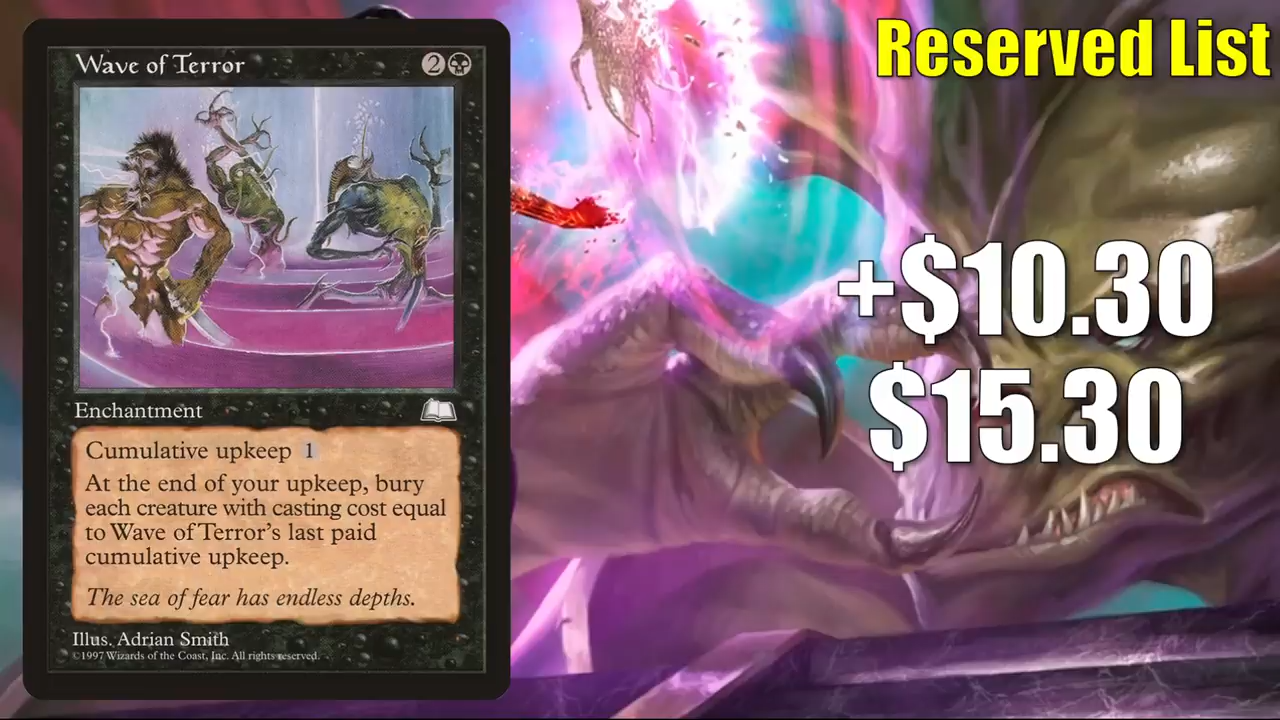 Wave of Terror 2
Reserved List
+$10.30
$15.30
Enchantment
Cumulative upkeep 1
At the end of your upkeep, bury
each creature with casting cost equal
to Wave of Terror's last paid
cumulative upkeep.
The sea of fear has endless depths.
Illus. Adrian Smith
©1997 Wizards of the Coast, Inc. All rights reserved.